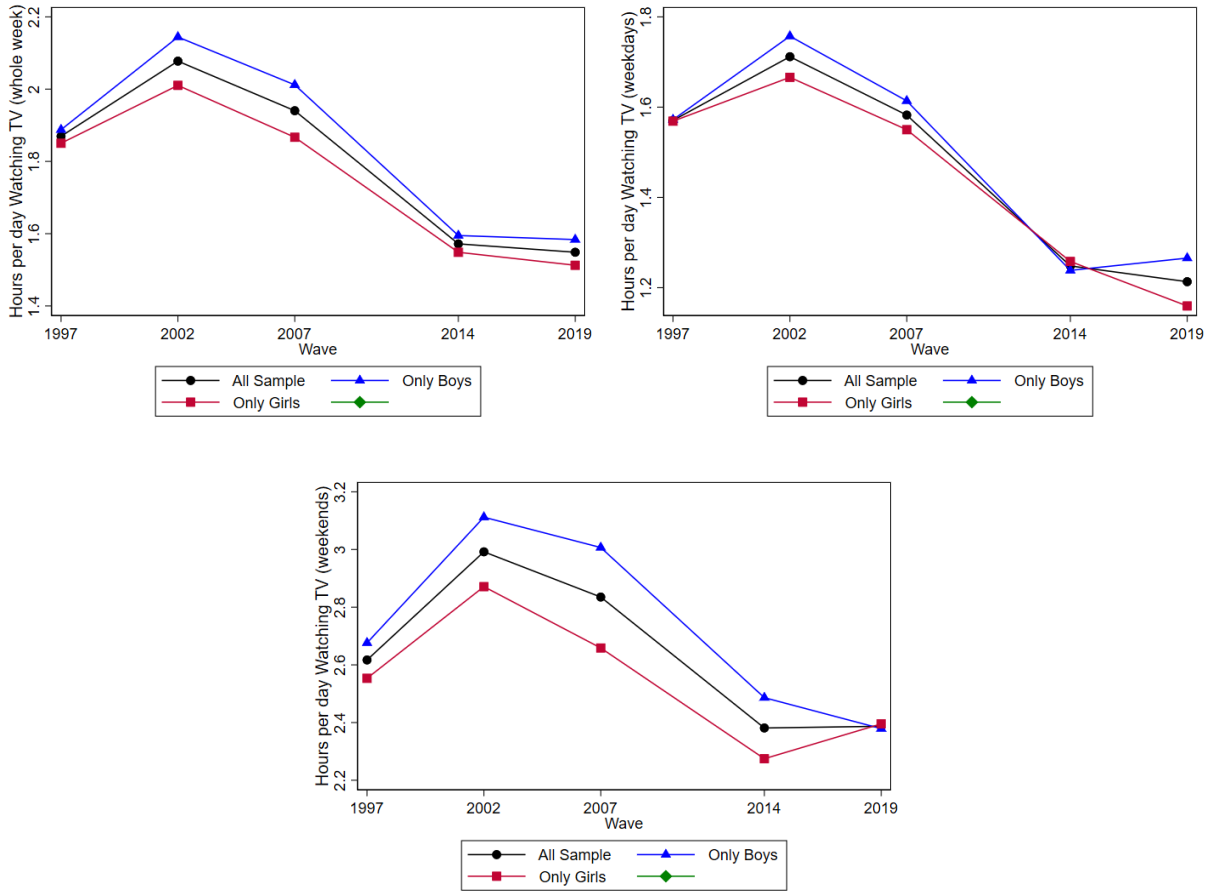 Hours per day Watching TV (whole week)
2.2
2
1.8
1.6
1.4
1997 2002 2007 2014 2019
Wave
All Sample Only Boys
Only Girls
Hours per day Watching TV (weekdays)
1.8
1.6
1.4
1.2
1997 2002 2007 2014 2019
Wave
All Sample Only Boys
Only Girls
Hours per day Watching TV (weekends)
3.2
3
2.8
2.6
2.4
2.2
1997 2002 2007 2014 2019
Wave
All Sample Only Boys
Only Girls